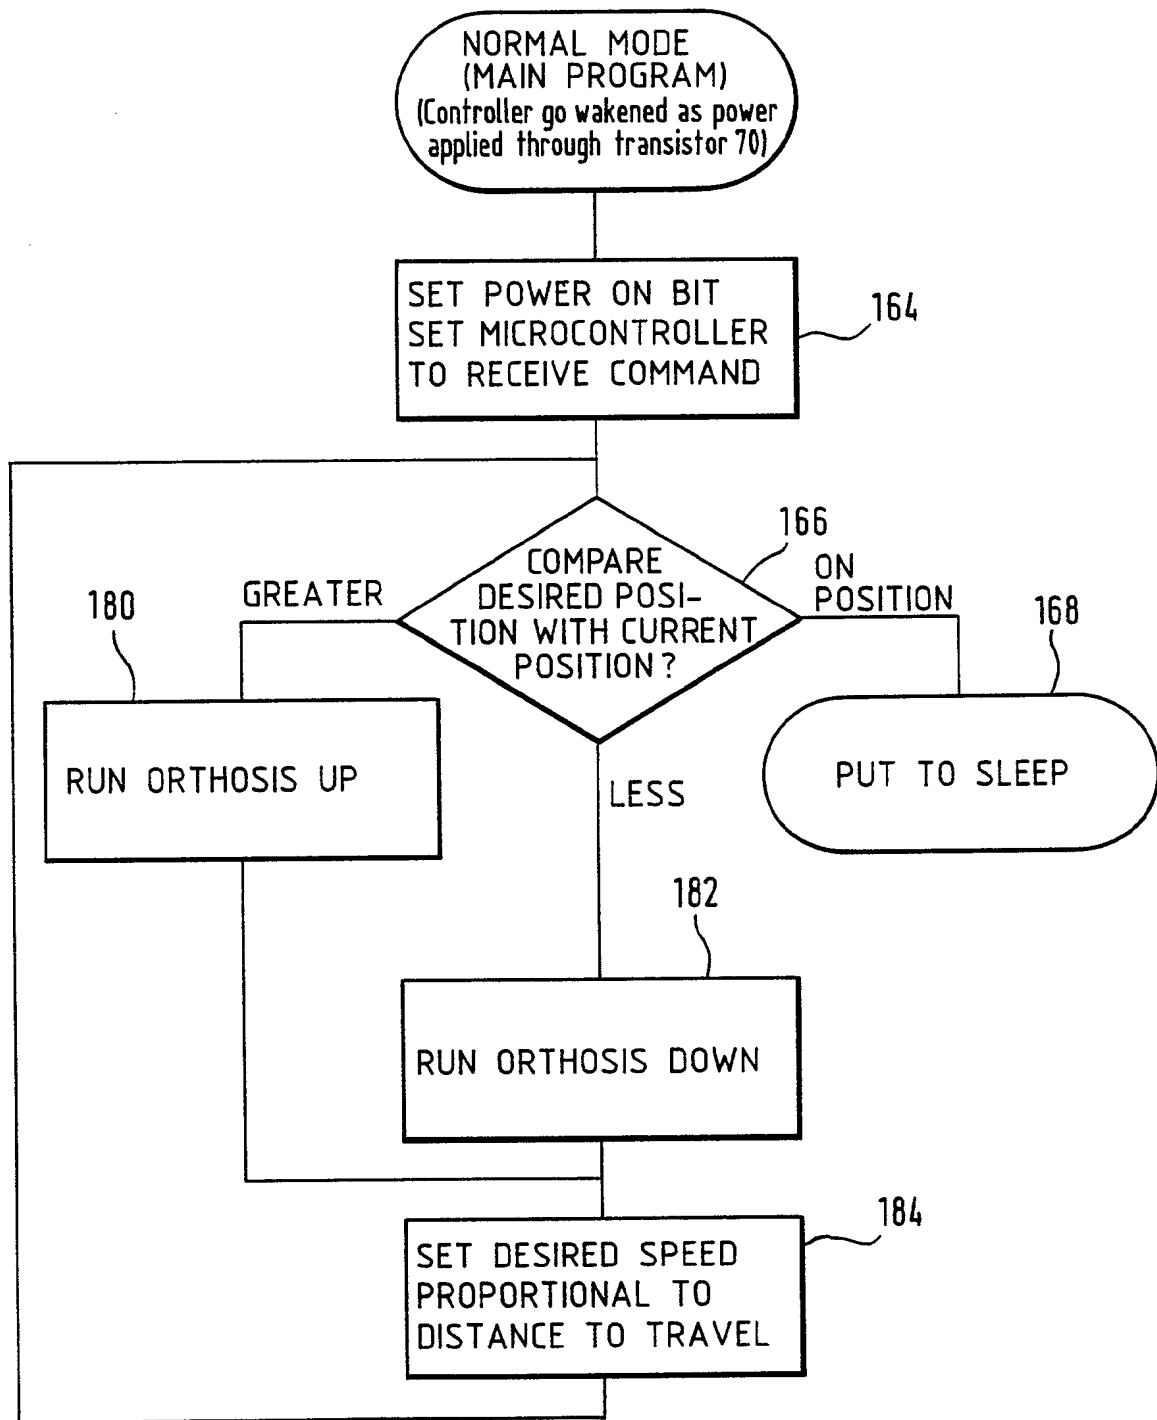 NORMAL MODE
(MAIN PROGRAM)
(Controller go wakened as power
applied through transistor 70)
SET POWER ON BIT
SET MICROCONTROLLER
TO RECEIVE COMMAND
164
166
COMPARE
DESIRED POSI-
TION WITH CURRENT
POSITION?
GREATER
ON
POSITION
180
168
RUN ORTHOSIS UP
LESS
PUT TO SLEEP
182
RUN ORTHOSIS DOWN
184
SET DESIRED SPEED
PROPORTIONAL TO
DISTANCE TO TRAVEL